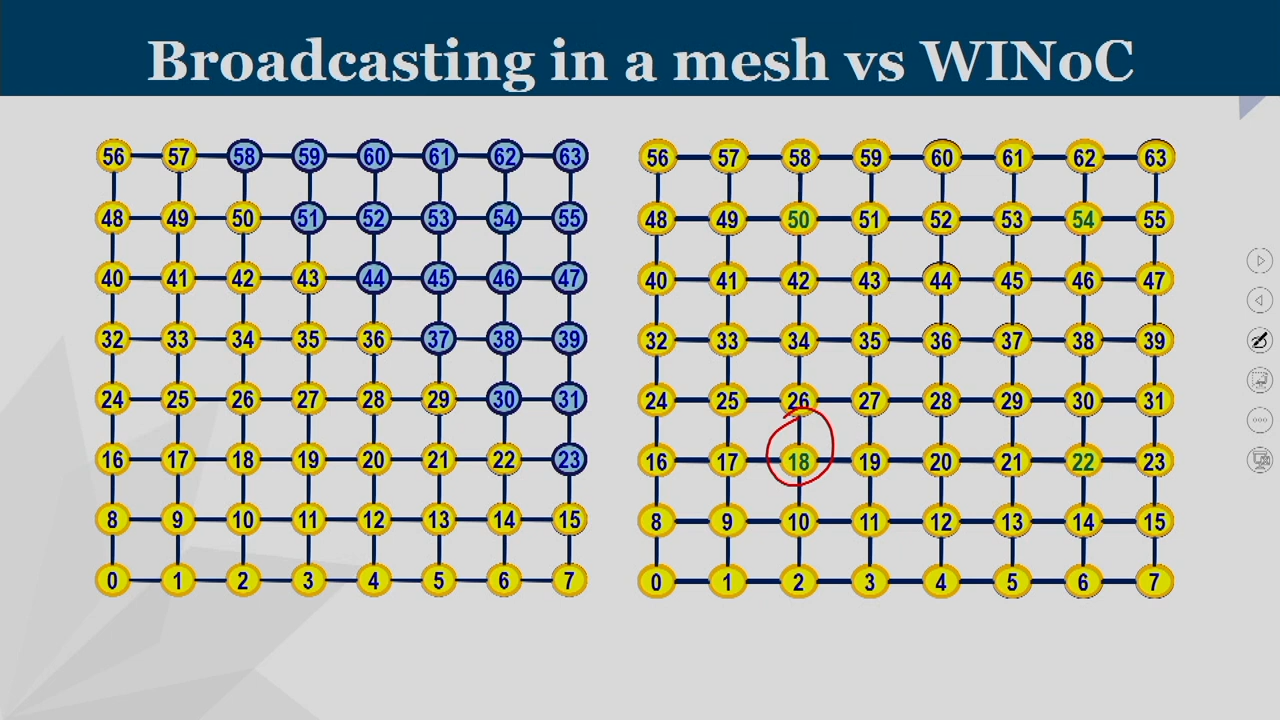 Broadcasting in a mesh vs WINoC
56 57 58 59 60 61 62 63
48 49 50 51 52 53 54 55
40 41 42 43 44 45 46 47
32 33 34 35 36 37 38 39
24 25 26 27 28 29 30 31
16 17 18 19 20 21 22 23
8 9 10 11 12 13 14 15
0 1 2 3 4 5 6 7
56 57 58 59 60 61 62 63
48 49 50 51 52 53 54 55
40 41 42 43 44 45 46 47
32 33 34 35 36 37 38 39
24 25 26 27 28 29 30 31
16 17 18 19 20 21 22 23
8 9 10 11 12 13 14 15
0 1 2 3 4 5 6 7